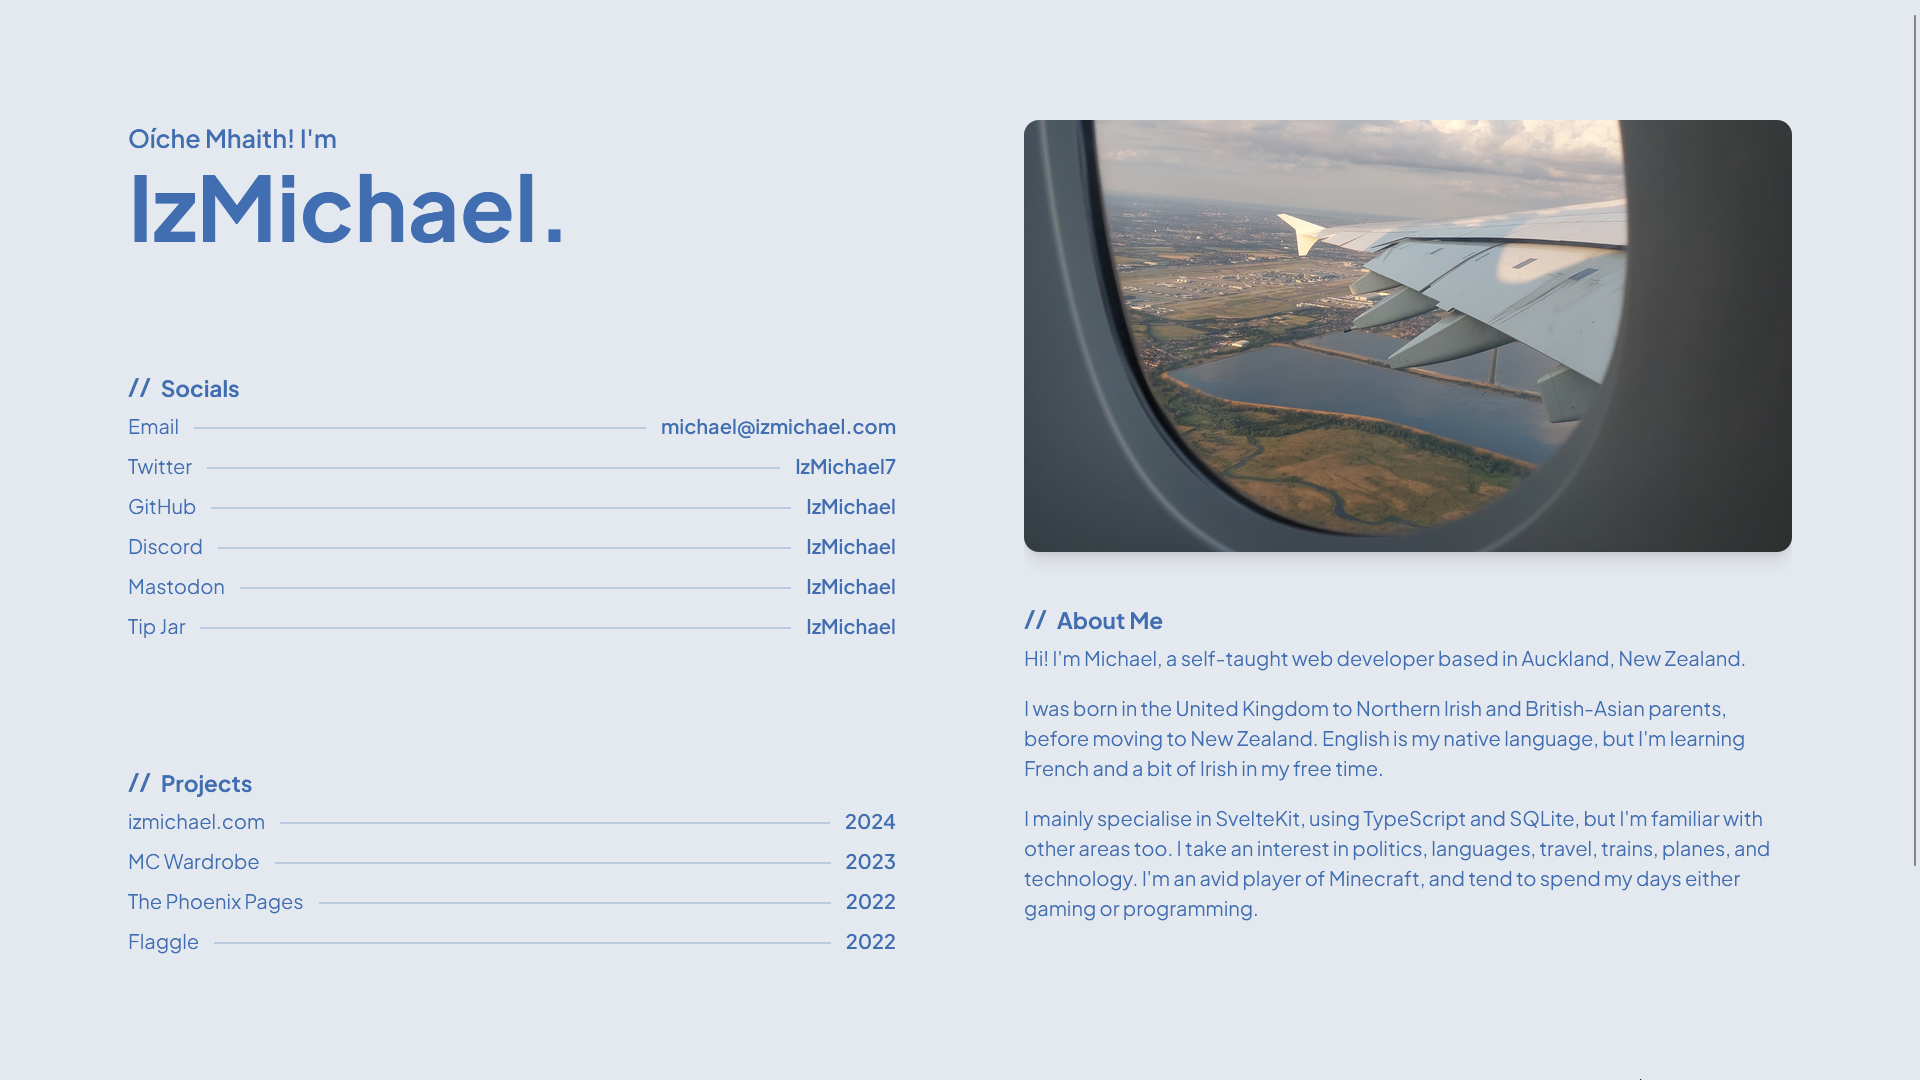 Oíche Mhaith! I'm
IzMichael.
// Socials
Email michael@izmichael.com
Twitter IzMichael7
GitHub IzMichael
Discord IzMichael
Mastodon IzMichael
Tip Jar IzMichael
// Projects
izmichael.com 2024
MC Wardrobe 2023
The Phoenix Pages 2022
Flaggle 2022
// About Me
Hi! I'm Michael, a self-taught web developer based in Auckland, New Zealand.
I was born in the United Kingdom to Northern Irish and British-Asian parents,
before moving to New Zealand. English is my native language, but I'm learning
French and a bit of Irish in my free time.
I mainly specialise in SvelteKit, using TypeScript and SQLite, but I'm familiar with
other areas too. I take an interest in politics, languages, travel, trains, planes, and
technology. I'm an avid player of Minecraft, and tend to spend my days either
gaming or programming.